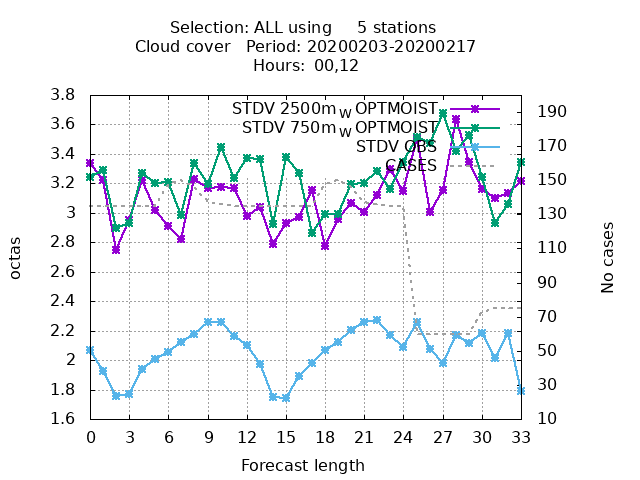 Selection: ALL using     5 stations
Cloud cover   Period: 20200203-20200217
Hours:  00,12
STDV 2500m_W OPTMOIST
STDV 750m_W OPTMOIST
STDV OBS
CASES
octas
No cases
3.8
3.6
3.4
3.2
3
2.8
2.6
2.4
2.2
2
1.8
1.6
190
170
150
130
110
90
70
50
30
10
0 3 6 9 12 15 18 21 24 27 30 33
Forecast length